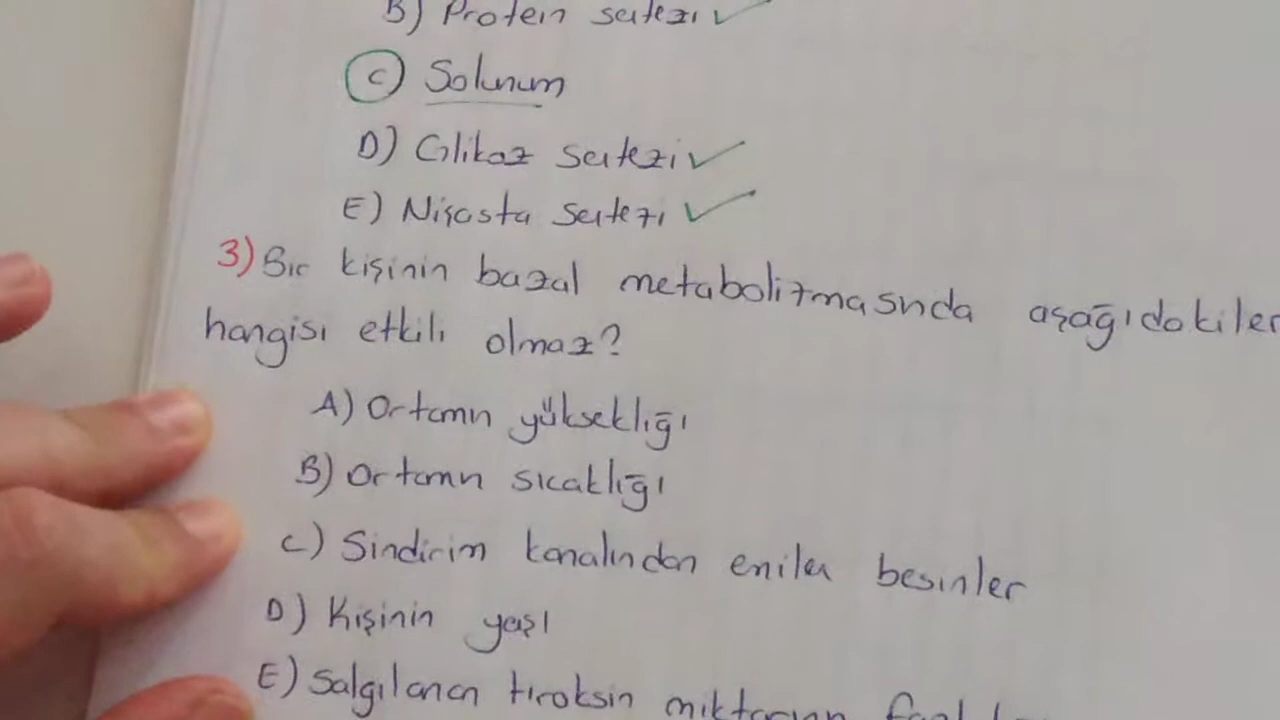 B) Protein sentezi ✓
C) Solunum
D) Glikoz sentezi ✓
E) Nişasta sentezi ✓
3) Bir kişinin bazal metabolizmasında aşağıdakiler
hangisi etkili olmaz?
A) Ortamın yüksekliği
B) Ortamın sıcaklığı
C) Sindirim kanalından emilen besinler
D) Kişinin yaşı
E) Salgılanan tiroksin miktarının